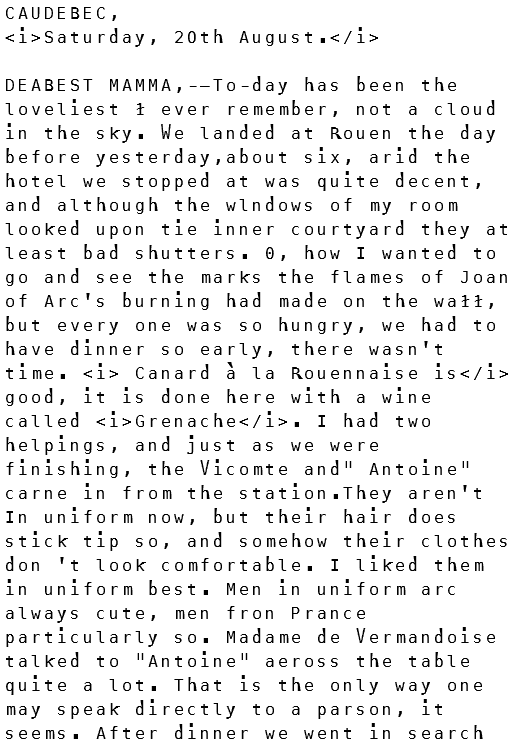 CAUDEBEC,
<i>Saturday, 20th August.</i>

DEABEST MAMMA,--To-day has been the
loveliest ł ever remember, not a cloud
in the sky. We landed at Rouen the day
before yesterday,about six, arid the
hotel we stopped at was quite decent,
and although the wlndows of my room
looked upon tie inner courtyard they at
least bad shutters. 0, how I wanted to
go and see the marks the flames of Joan
of Arc's burning had made on the wałł,
but every one was so hungry, we had to
have dinner so early, there wasn't
time. <i> Canard à la Rouennaise is</i>
good, it is done here with a wine
called <i>Grenache</i>. I had two
helpings, and just as we were
finishing, the Vicomte and" Antoine"
carne in from the station.They aren't
In uniform now, but their hair does
stick tip so, and somehow their clothes
don 't look comfortable. I liked them
in uniform best. Men in uniform arc
always cute, men fron Prance
particularly so. Madame de Vermandoise
talked to "Antoine" aeross the table
quite a lot. That is the only way one
may speak directly to a parson, it
seems. After dinner we went in search